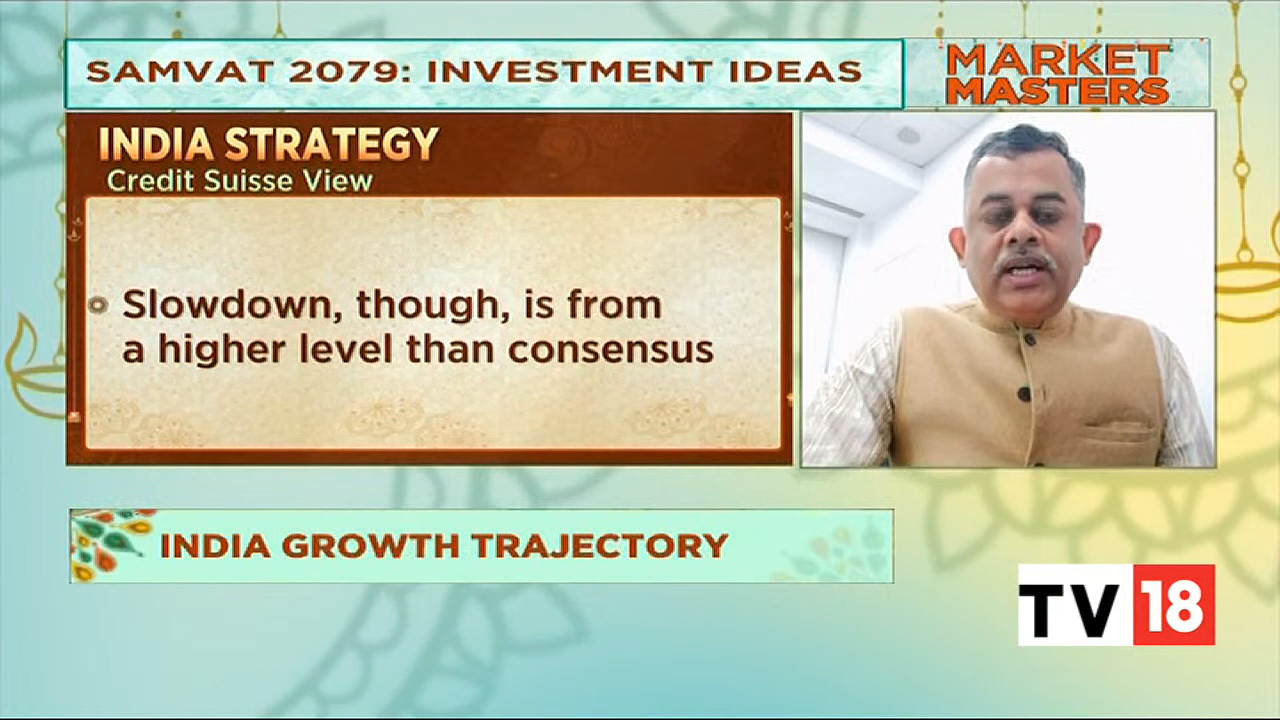 SAMVAT 2079: INVESTMENT IDEAS
MARKET
MASTERS
INDIA STRATEGY
Credit Suisse View
Slowdown, though, is from
a higher level than consensus
INDIA GROWTH TRAJECTORY
TV18